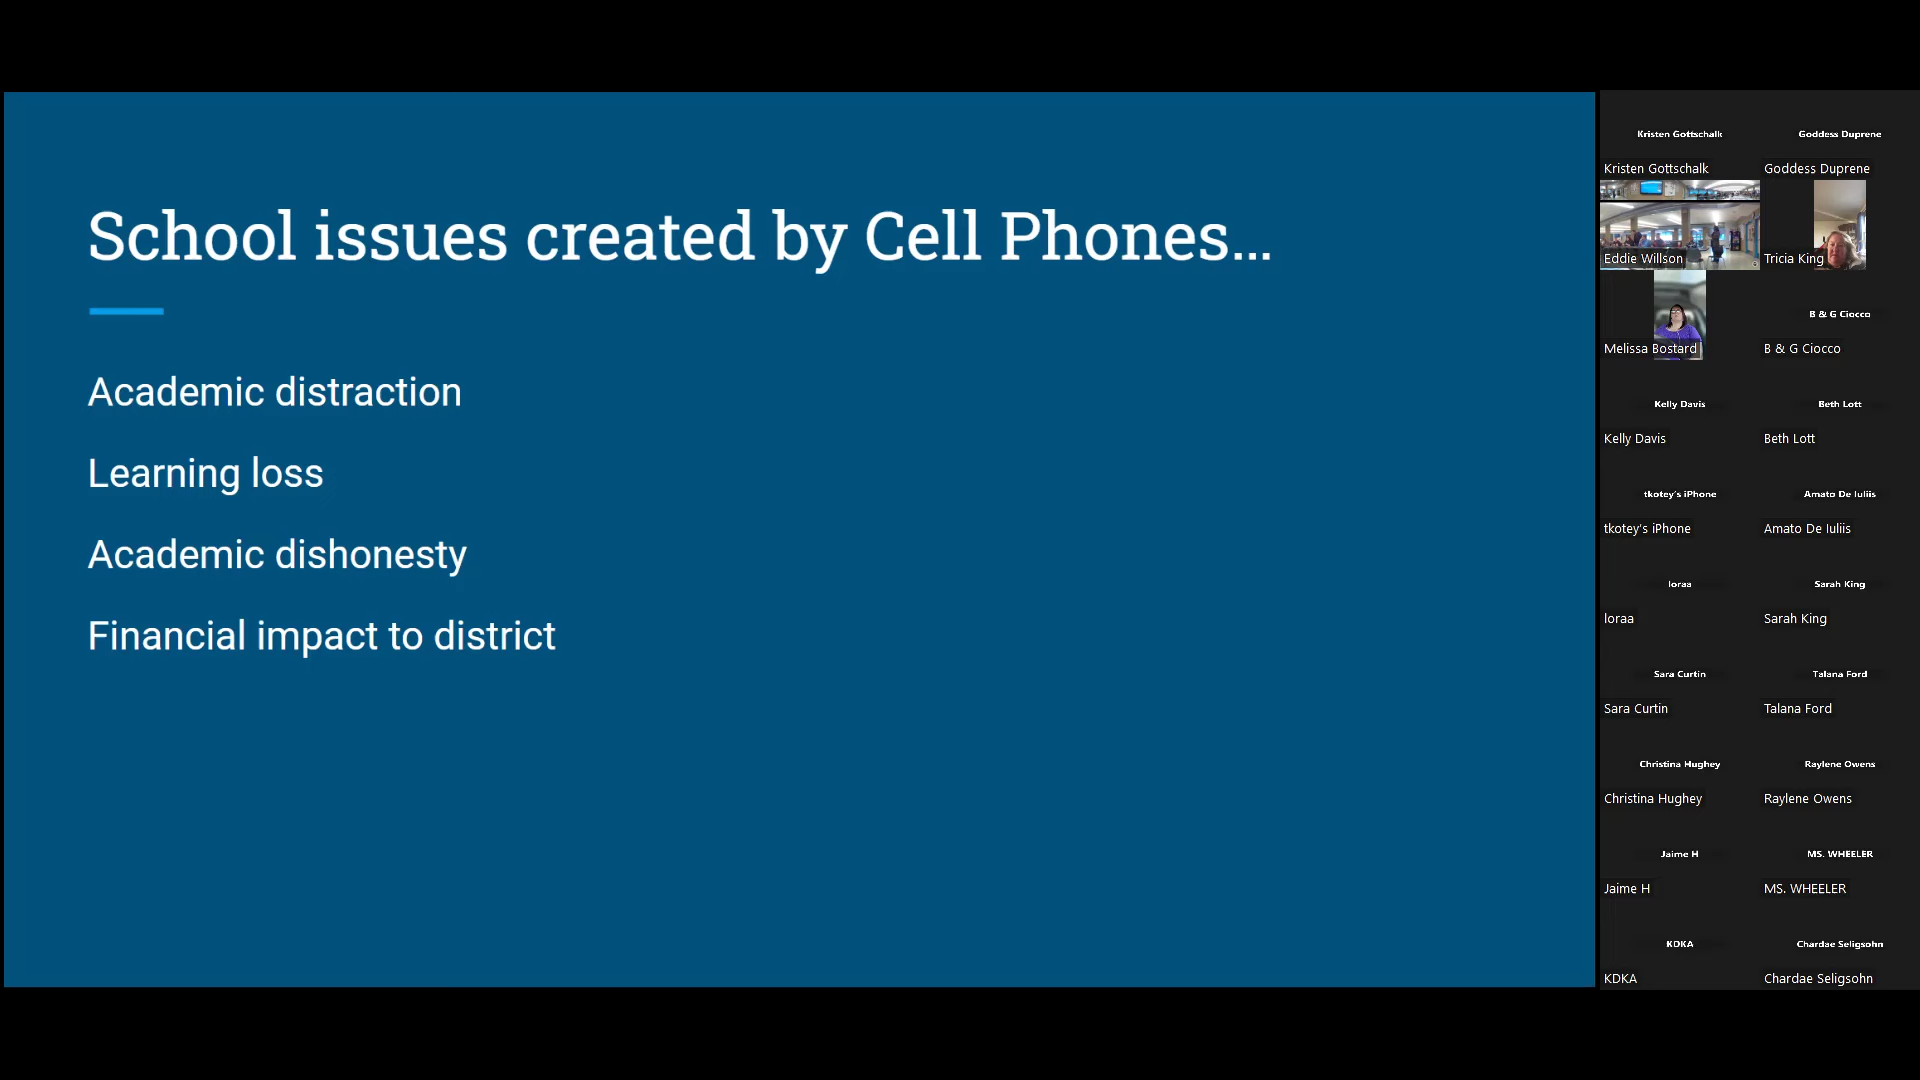 School issues created by Cell Phones...
Academic distraction
Learning loss
Academic dishonesty
Financial impact to district
Kristen Gottschalk
Goddess Duprene
Kristen Gottschalk
Goddess Duprene
Eddie Willson
Tricia King
Melissa Bostard
B & G Ciocco
B & G Ciocco
Kelly Davis
Beth Lott
Kelly Davis
Beth Lott
tkotey's iPhone
Amato De Iuliis
tkotey's iPhone
Amato De Iuliis
loraa
Sarah King
loraa
Sarah King
Sara Curtin
Talana Ford
Sara Curtin
Talana Ford
Christina Hughey
Raylene Owens
Christina Hughey
Raylene Owens
Jaime H
MS. WHEELER
Jaime H
MS. WHEELER
KDKA
Chardae Seligsohn
KDKA
Chardae Seligsohn